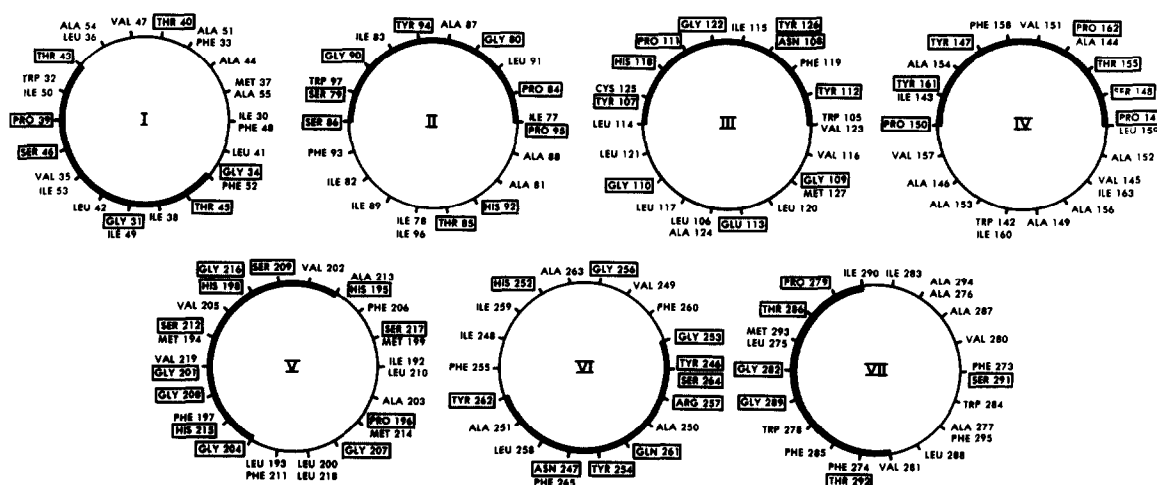 VAL 47 THR 40
ALA 54
LEU 36
ALA 51
PHE 33
THR 43
ALA 44
TRP 32
ILE 50
MET 37
ALA 55
PRO 39
I
ILE 30
PHE 48
SER 46
LEU 41
VAL 35
ILE 53
GLY 34
PHE 52
LEU 42
THR 45
GLY 31
ILE 49
ILE 38
TYR 94
ALA 87
ILE 83
GLY 80
GLY 90
LEU 91
TRP 97
SER 79
PRO 84
SER 86
II
ILE 77
PRO 98
PHE 93
ALA 88
ILE 82
ALA 81
ILE 89
HIS 92
ILE 78
ILE 96
THR 85
GLY 122
ILE 115
TYR 126
ASN 108
PRO 111
HIS 118
PHE 119
CYS 125
TYR 107
TYR 112
LEU 114
III
TRP 105
VAL 123
LEU 121
VAL 116
GLY 110
GLY 109
MET 127
LEU 117
LEU 120
LEU 106
ALA 124
GLU 113
PHE 158
VAL 151
PRO 162
ALA 144
TYR 147
ALA 154
THR 155
TYR 161
ILE 143
SER 148
PRO 150
IV
PRO 14
LEU 159
VAL 157
ALA 152
ALA 146
VAL 145
ILE 163
ALA 153
ALA 156
TRP 142
ILE 160
ALA 149
SER 209
VAL 202
GLY 216
HIS 198
ALA 213
HIS 195
VAL 205
PHE 206
SER 212
MET 194
SER 217
MET 199
VAL 219
GLY 201
V
ILE 192
LEU 210
GLY 208
ALA 203
PHE 197
HIS 215
PRO 196
MET 214
GLY 204
GLY 207
LEU 193
PHE 211
LEU 200
LEU 218
ALA 263
GLY 256
HIS 252
VAL 249
ILE 259
PHE 260
ILE 248
GLY 253
PHE 255
VI
TYR 246
SER 264
TYR 262
ARG 257
ALA 251
ALA 250
LEU 258
GLN 261
ASN 247
PHE 265
TYR 254
ILE 290
ILE 283
PRO 279
ALA 294
ALA 276
THR 286
ALA 287
MET 293
LEU 275
VAL 280
GLY 282
VII
PHE 273
SER 291
GLY 289
TRP 284
TRP 278
ALA 277
PHE 295
PHE 285
LEU 288
PHE 274
THR 292
VAL 281